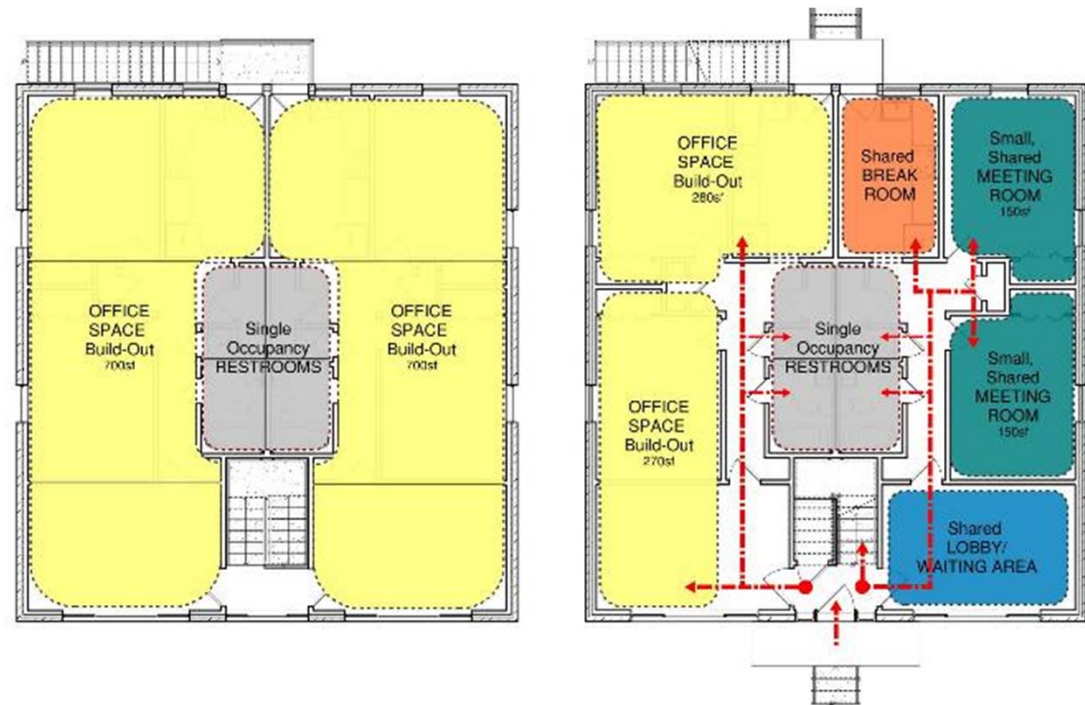 OFFICE
SPACE
Build-Out
700sf
Single
Occupancy
RESTROOMS
OFFICE
SPACE
Build-Out
700sf
OFFICE
SPACE
Build-Out
280sf
Shared
BREAK
ROOM
Small,
Shared
MEETING
ROOM
150sf
Single
Occupancy
RESTROOMS
OFFICE
SPACE
Build-Out
270sf
Small,
Shared
MEETING
ROOM
150sf
Shared
LOBBY/
WAITING AREA